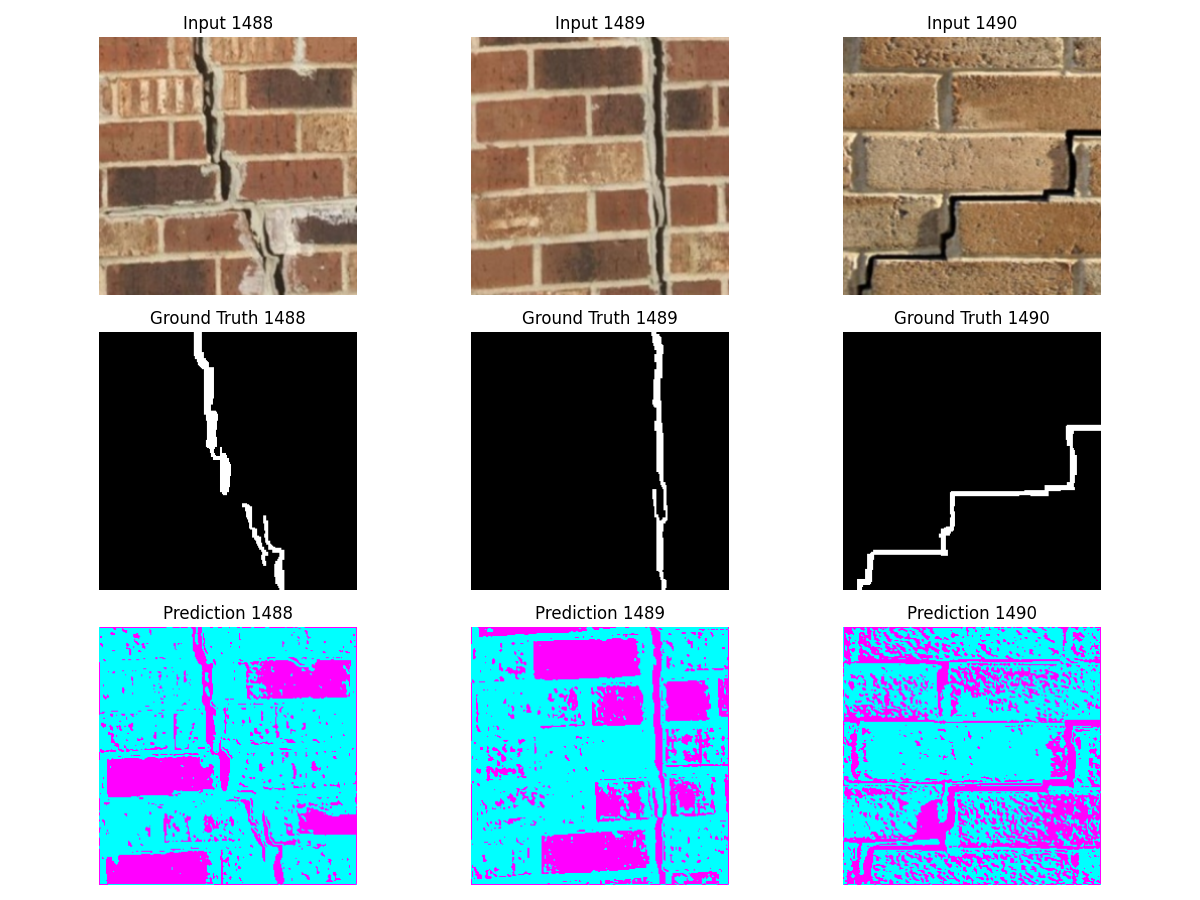 Input 1488
Input 1489
Input 1490
Ground Truth 1488
Ground Truth 1489
Ground Truth 1490
Prediction 1488
Prediction 1489
Prediction 1490